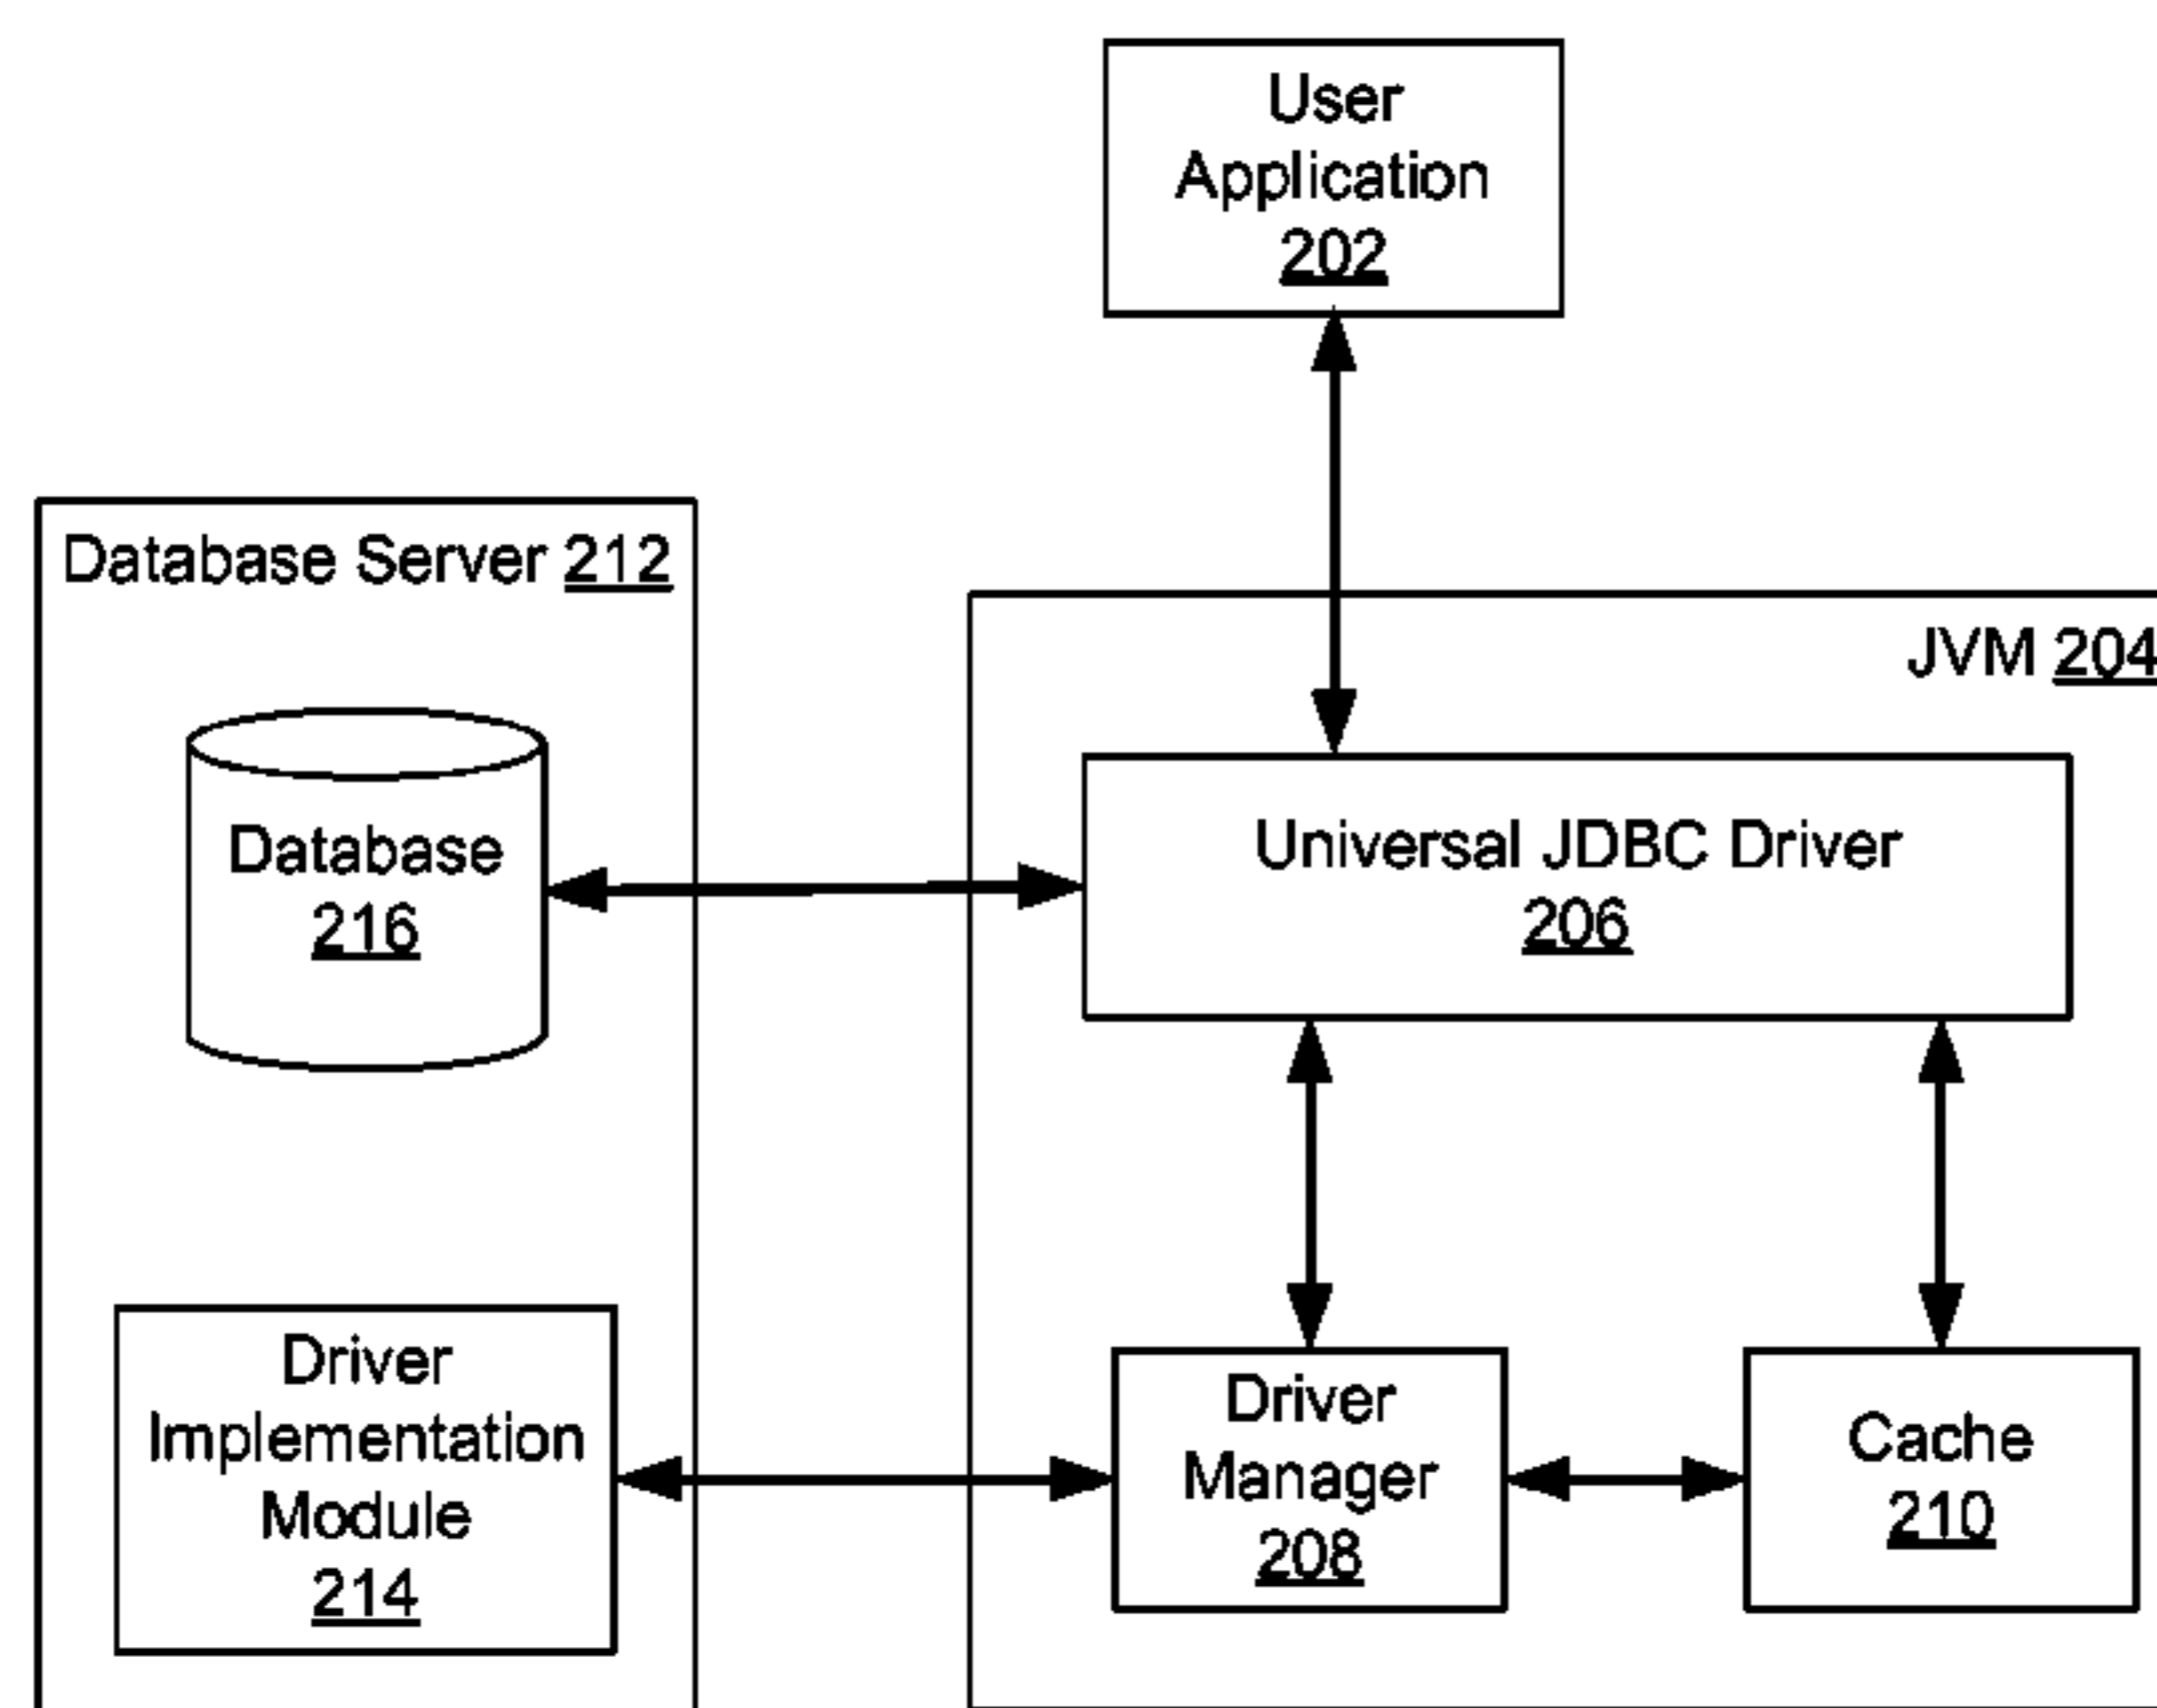 User
Application
202
Database Server 212
JVM 204
Database
216
Universal JDBC Driver
206
Driver
Implementation
Module
214
Driver
Manager
208
Cache
210